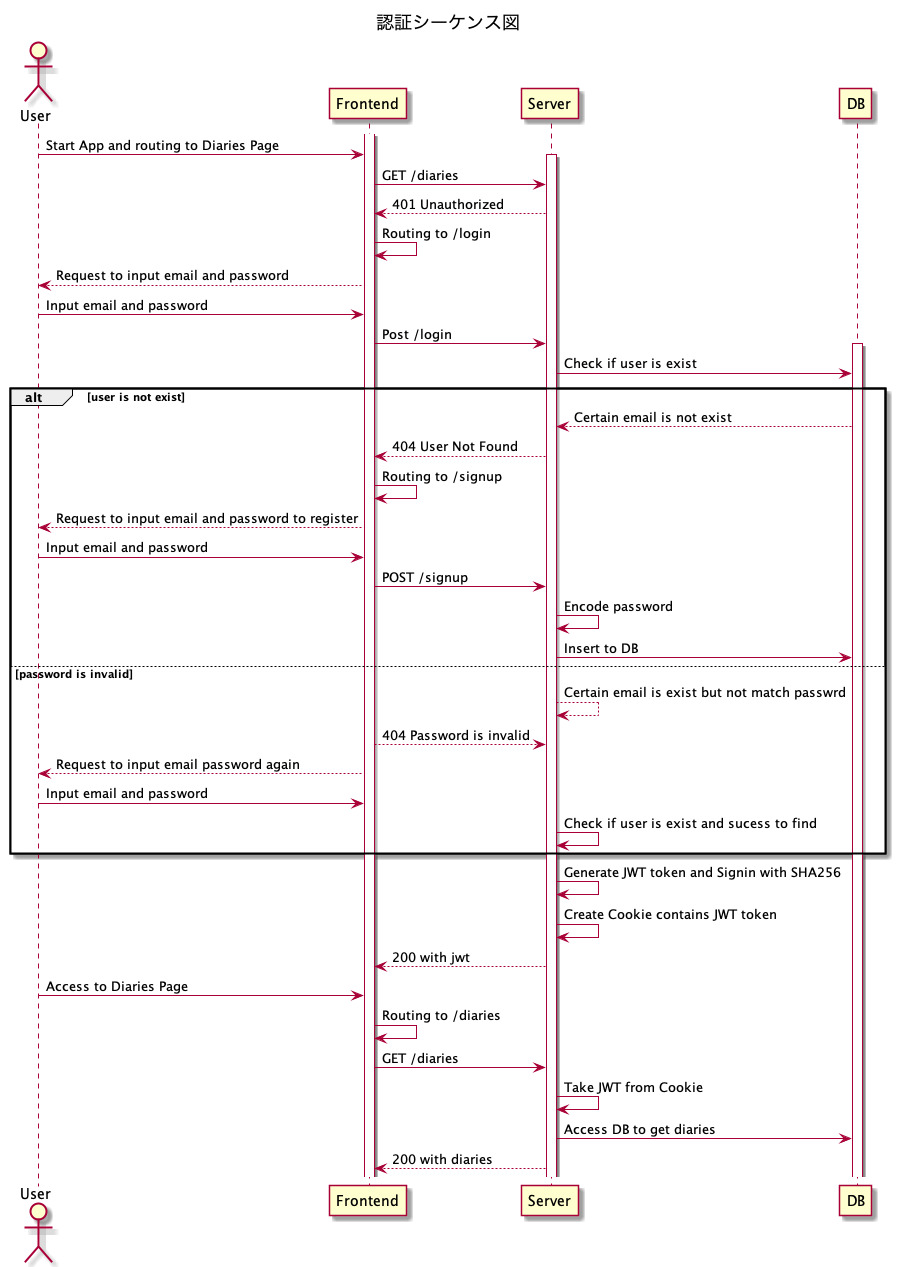 認証シーケンス図
User
Frontend
Server
DB
Start App and routing to Diaries Page
GET /diaries
401 Unauthorized
Routing to /login
Request to input email and password
Input email and password
Post /login
Check if user is exist
alt
[user is not exist]
Certain email is not exist
404 User Not Found
Routing to /signup
Request to input email and password to register
Input email and password
POST /signup
Encode password
Insert to DB
[password is invalid]
Certain email is exist but not match passwrd
404 Password is invalid
Request to input email password again
Input email and password
Check if user is exist and sucess to find
Generate JWT token and Signin with SHA256
Create Cookie contains JWT token
200 with jwt
Access to Diaries Page
Routing to /diaries
GET /diaries
Take JWT from Cookie
Access DB to get diaries
200 with diaries
User
Frontend
Server
DB